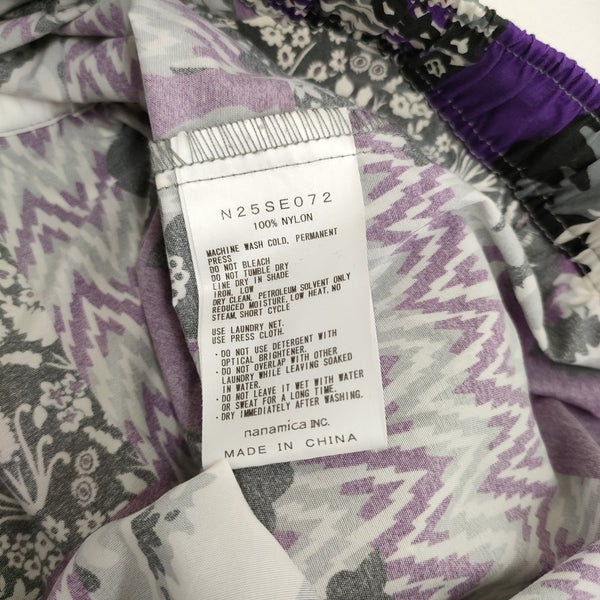 N25SE072
100% NYLON
MACHINE WASH COLD, PERMANENT
PRESS
DO NOT BLEACH
DO NOT TUMBLE DRY
LINE DRY IN SHADE
IRON, LOW
DRY CLEAN, PETROLEUM SOLVENT ONLY
REDUCED MOISTURE, LOW HEAT, NO
STEAM, SHORT CYCLE
USE LAUNDRY NET.
USE PRESS CLOTH.
・DO NOT USE DETERGENT WITH
OPTICAL BRIGHTENER.
・DO NOT OVERLAP WITH OTHER
LAUNDRY WHILE LEAVING SOAKED
IN WATER.
・DO NOT LEAVE IT WET WITH WATER
OR SWEAT FOR A LONG TIME.
・DRY IMMEDIATELY AFTER WASHING.
nanamica INC.
MADE IN CHINA